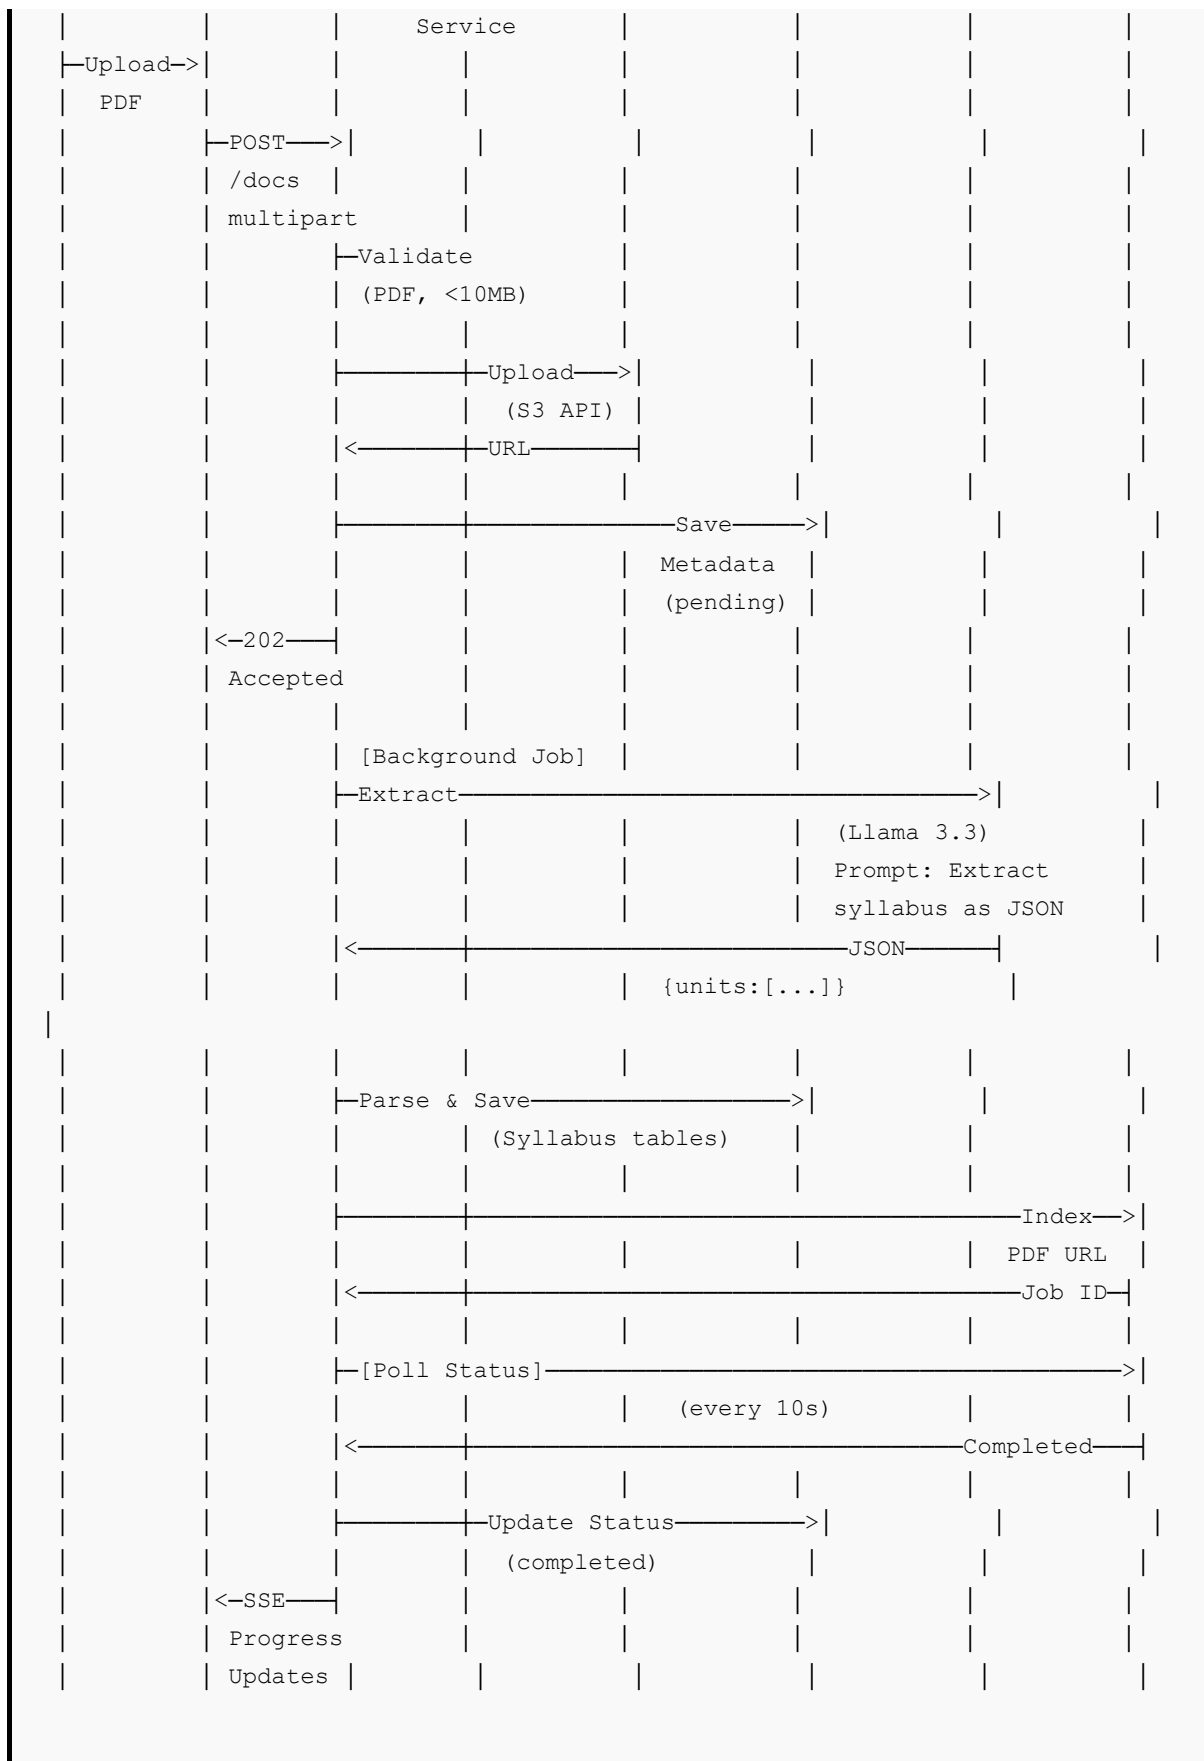 Service
Upload
PDF
POST
/docs
multipart
Validate
(PDF, <10MB)
Upload
(S3 API)
URL
Save
Metadata
(pending)
202
Accepted
[Background Job]
Extract
(Llama 3.3)
Prompt: Extract
syllabus as JSON
JSON
{units:[...]}
Parse & Save
(Syllabus tables)
Index
PDF URL
Job ID
[Poll Status]
(every 10s)
Completed
Update Status
(completed)
SSE
Progress
Updates